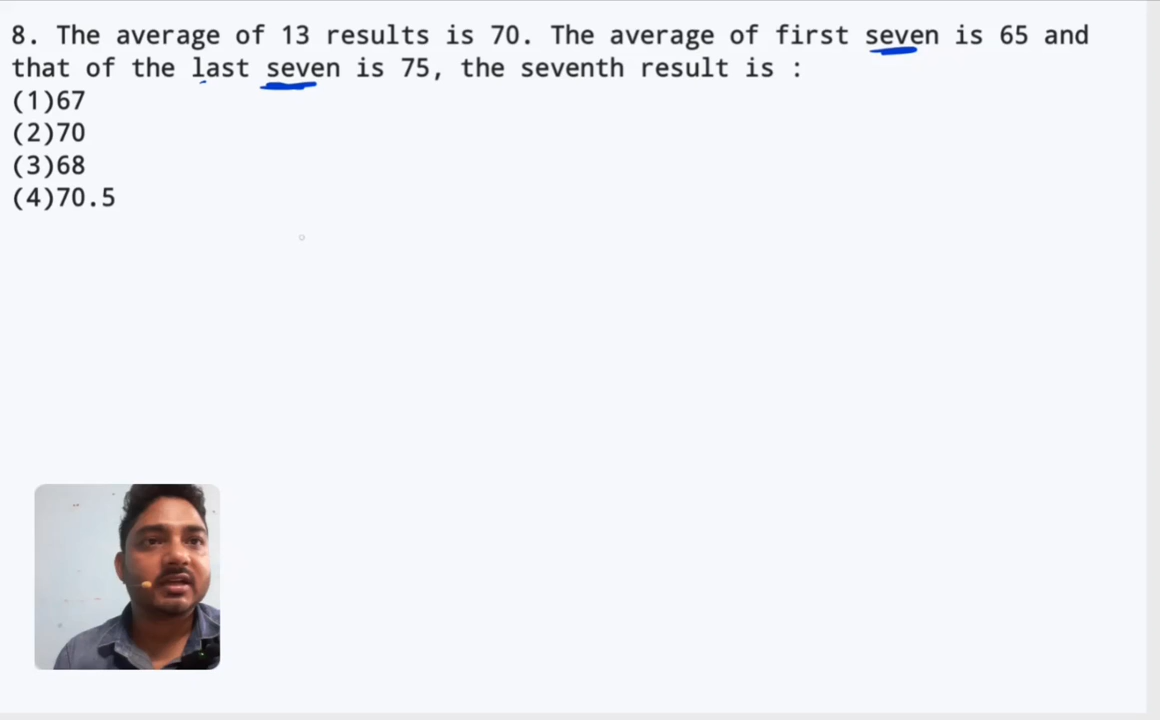 8. The average of 13 results is 70. The average of first seven is 65 and
that of the last seven is 75, the seventh result is :
(1)67
(2)70
(3)68
(4)70.5